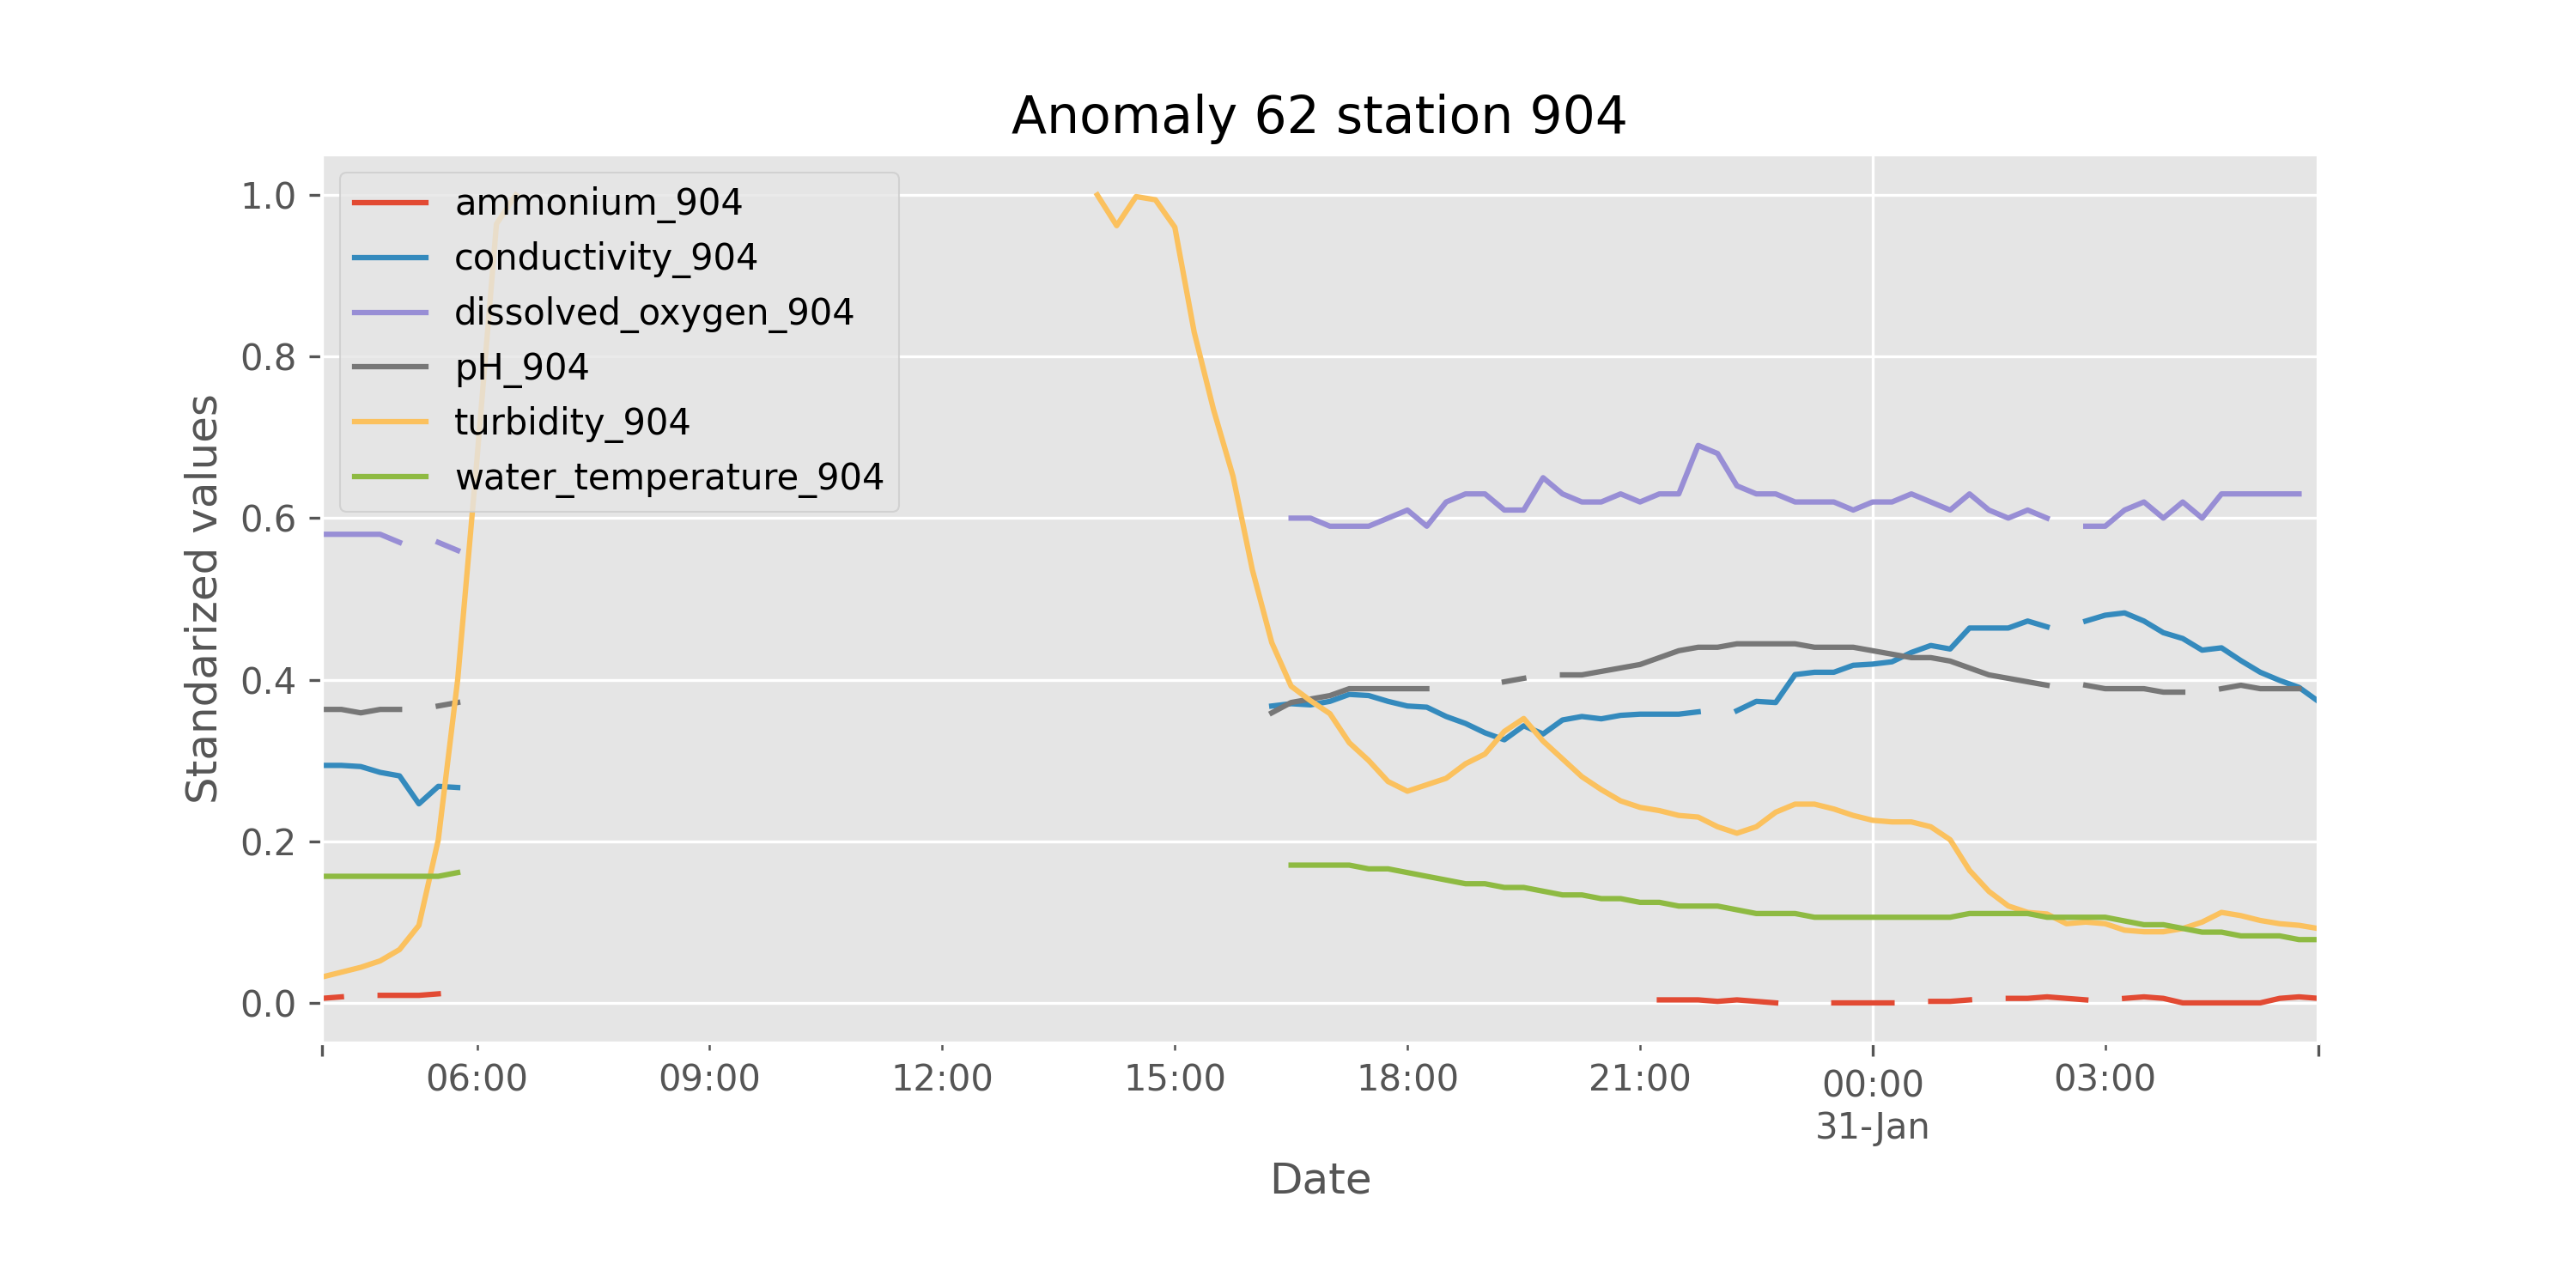 Anomaly 62 station 904
ammonium_904
conductivity_904
dissolved_oxygen_904
pH_904
turbidity_904
water_temperature_904
Standarized values
1.0
0.8
0.6
0.4
0.2
0.0
06:00 09:00 12:00 15:00 18:00 21:00 00:00 03:00
31-Jan
Date